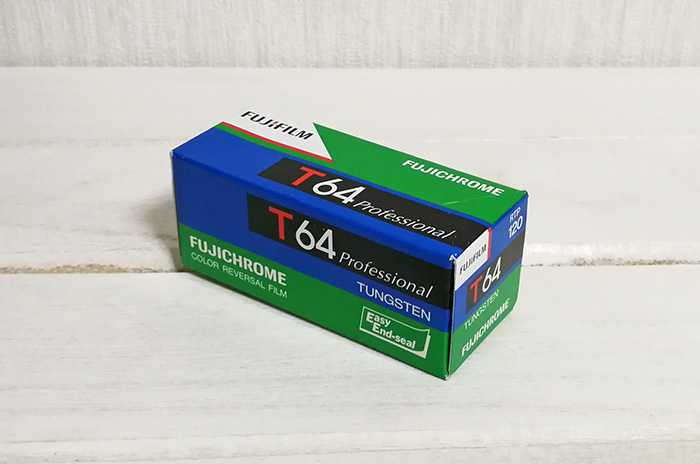 FUJIFILM
FUJICHROME
T64 Professional
T64 Professional
FUJICHROME
COLOR REVERSAL FILM
TUNGSTEN
Easy
End-seal
RTP
120
FUJIFILM
T64
TUNGSTEN
FUJICHROME